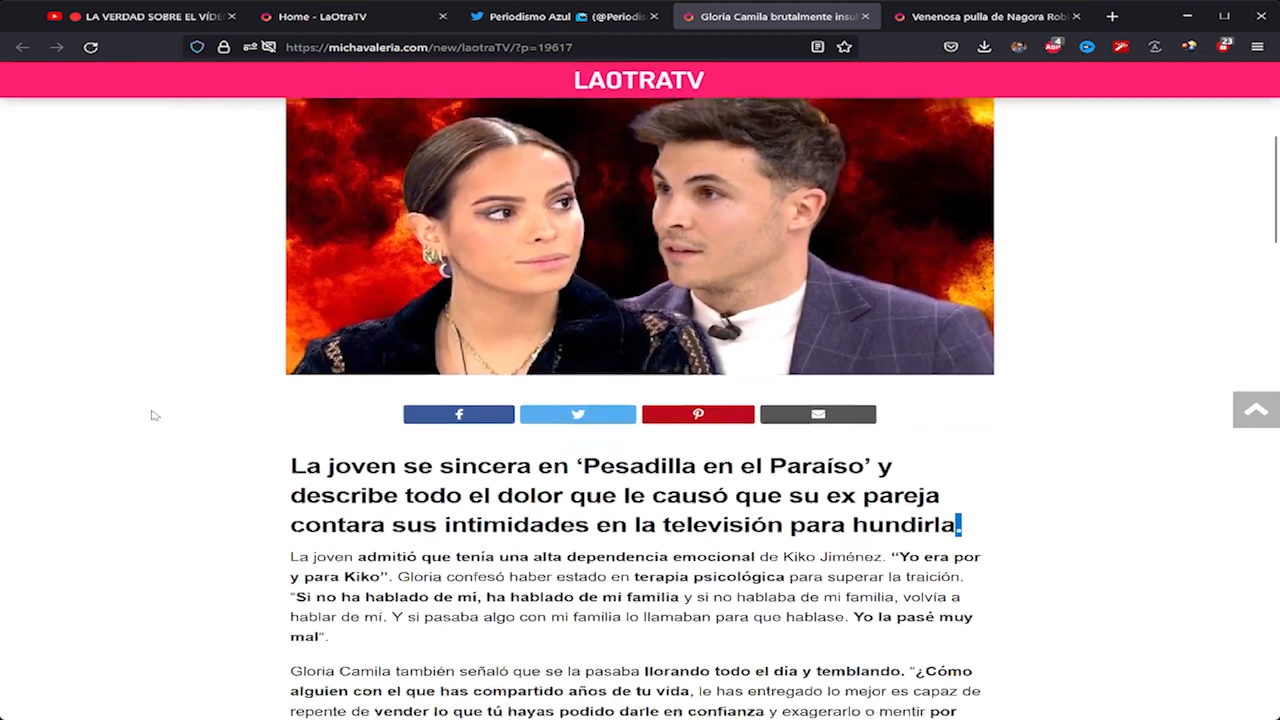 LA VERDAD SOBRE EL VÍDE
Home - LaOtraTV
Periodismo Azul (@Periodis
Gloria Camila brutalmente insul
Venenosa pulla de Nagora Robl
https://michavaleria.com/new/laotraTV/?p=19617
ABP
4
23
LAOTRATV
La joven se sincera en ‘Pesadilla en el Paraíso’ y
describe todo el dolor que le causó que su ex pareja
contara sus intimidades en la televisión para hundirla.
La joven admitió que tenía una alta dependencia emocional de Kiko Jiménez. “Yo era por
y para Kiko”. Gloria confesó haber estado en terapia psicológica para superar la traición.
“Si no ha hablado de mí, ha hablado de mi familia y si no hablaba de mi familia, volvía a
hablar de mí. Y si pasaba algo con mi familia lo llamaban para que hablase. Yo la pasé muy
mal“.
Gloria Camila también señaló que se la pasaba llorando todo el día y temblando. “¿Cómo
alguien con el que has compartido años de tu vida, le has entregado lo mejor es capaz de
repente de vender lo que tú hayas podido darle en confianza y exagerarlo o mentir por